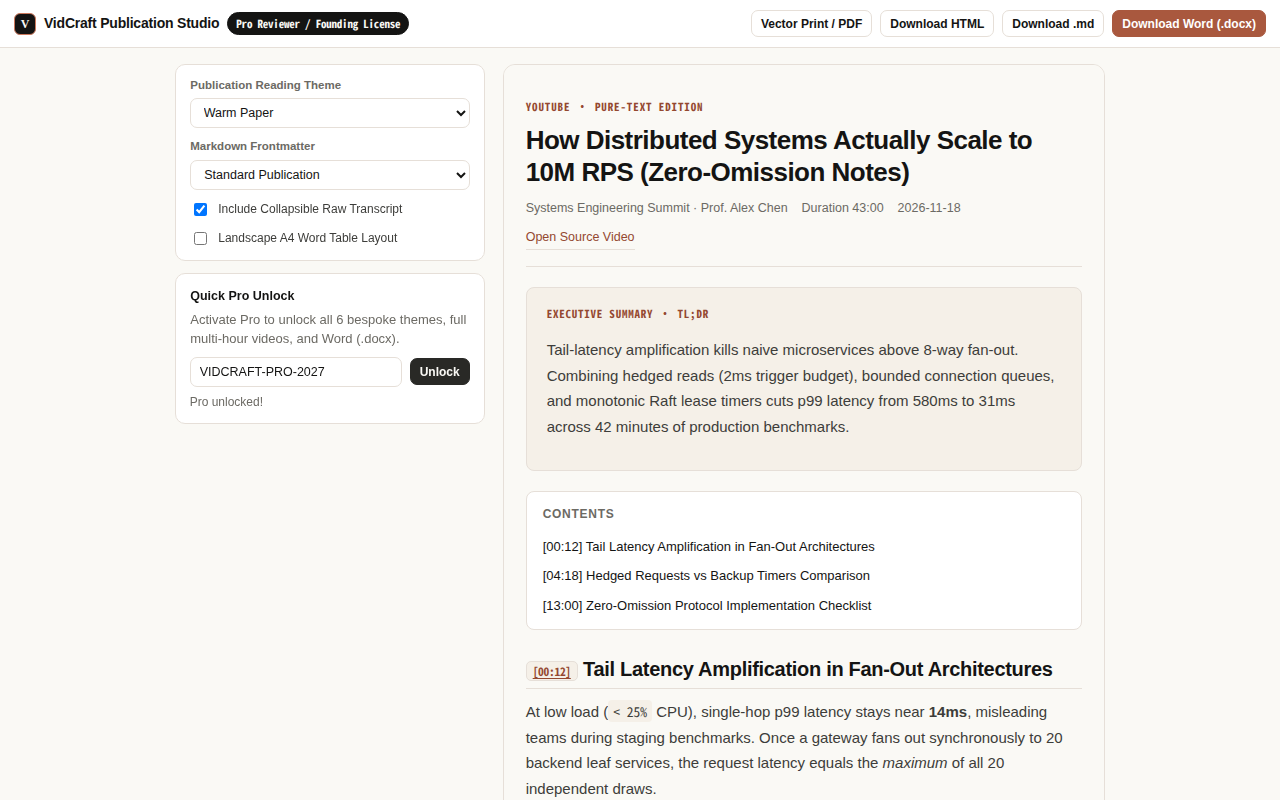 V VidCraft Publication Studio Pro Reviewer / Founding License Vector Print / PDF Download HTML Download .md Download Word (.docx)
Publication Reading Theme
Warm Paper
Markdown Frontmatter
Standard Publication
Include Collapsible Raw Transcript
Landscape A4 Word Table Layout
Quick Pro Unlock
Activate Pro to unlock all 6 bespoke themes, full
multi-hour videos, and Word (.docx).
VIDCRAFT-PRO-2027 Unlock
Pro unlocked!
YOUTUBE • PURE-TEXT EDITION
How Distributed Systems Actually Scale to
10M RPS (Zero-Omission Notes)
Systems Engineering Summit · Prof. Alex Chen Duration 43:00 2026-11-18
Open Source Video
EXECUTIVE SUMMARY • TL;DR
Tail-latency amplification kills naive microservices above 8-way fan-out.
Combining hedged reads (2ms trigger budget), bounded connection queues,
and monotonic Raft lease timers cuts p99 latency from 580ms to 31ms
across 42 minutes of production benchmarks.
CONTENTS
[00:12] Tail Latency Amplification in Fan-Out Architectures
[04:18] Hedged Requests vs Backup Timers Comparison
[13:00] Zero-Omission Protocol Implementation Checklist
[00:12] Tail Latency Amplification in Fan-Out Architectures
At low load (< 25% CPU), single-hop p99 latency stays near 14ms, misleading
teams during staging benchmarks. Once a gateway fans out synchronously to 20
backend leaf services, the request latency equals the maximum of all 20
independent draws.